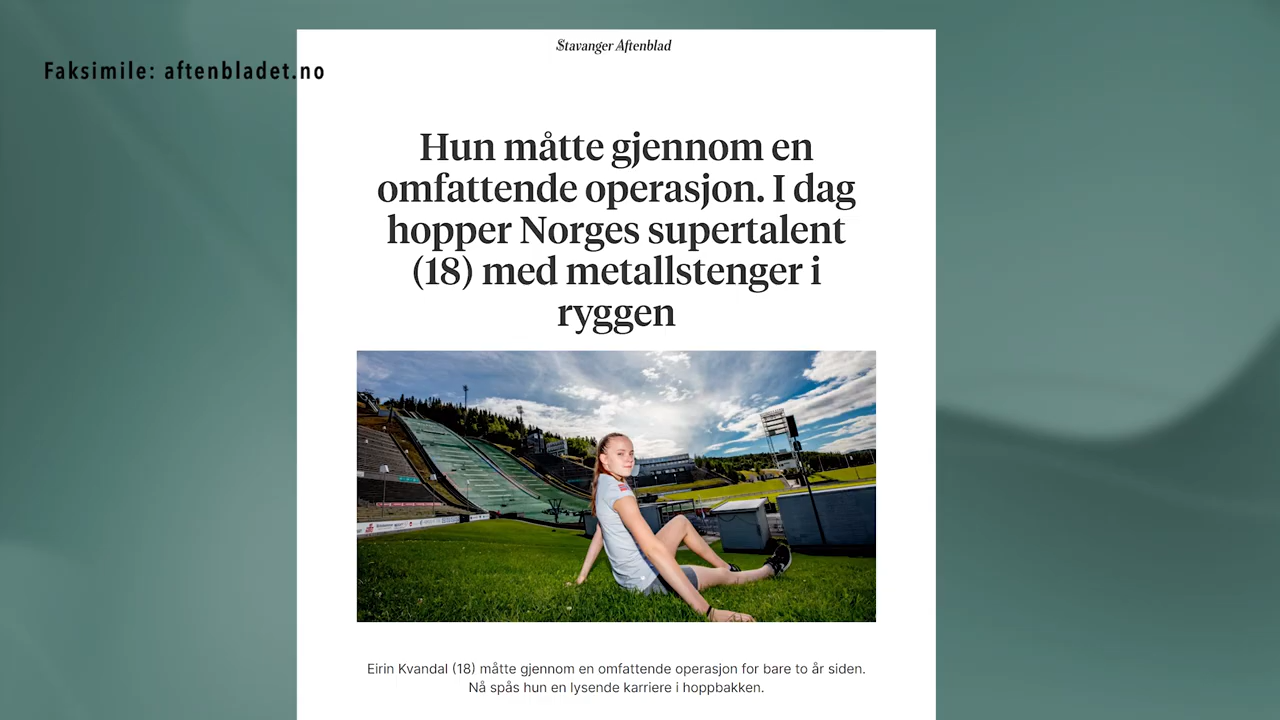 Stavanger Aftenblad
Faksimile: aftenbladet.no
Hun måtte gjennom en
omfattende operasjon. I dag
hopper Norges supertalent
(18) med metallstenger i
ryggen
Eirin Kvandal (18) måtte gjennom en omfattende operasjon for bare to år siden.
Nå spås hun en lysende karriere i hoppbakken.